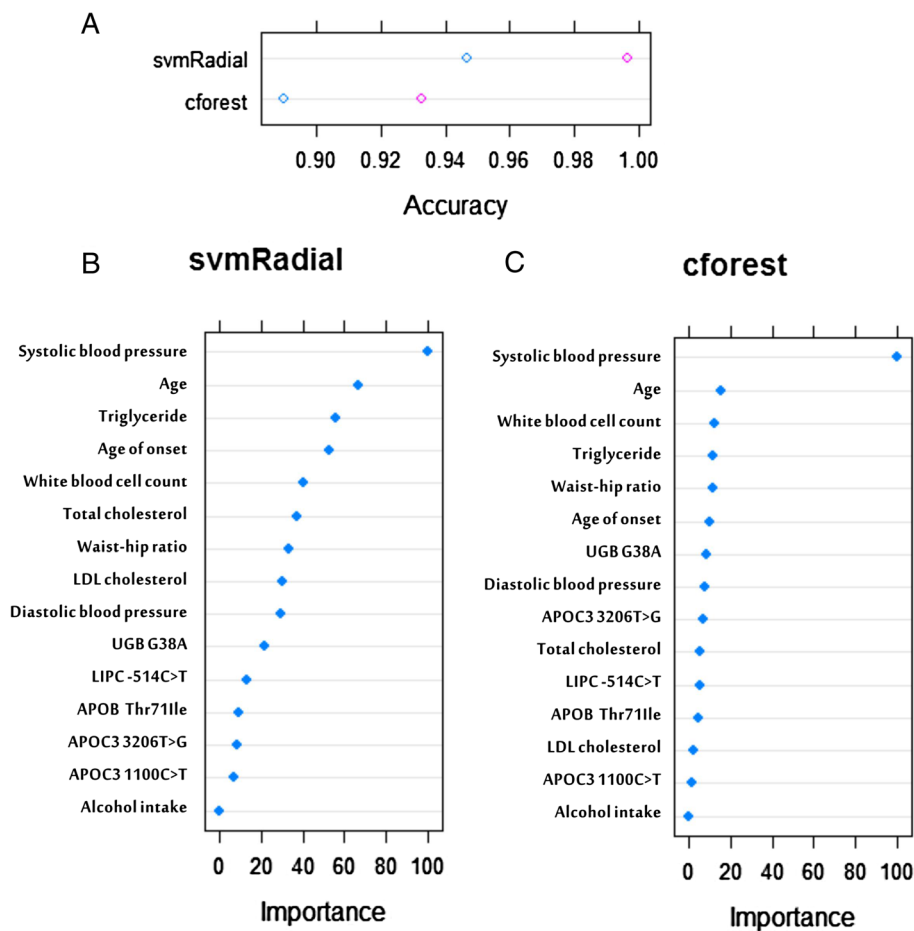 A
svmRadial
cforest
0.90 0.92 0.94 0.96 0.98 1.00
Accuracy
B
svmRadial
Systolic blood pressure
Age
Triglyceride
Age of onset
White blood cell count
Total cholesterol
Waist-hip ratio
LDL cholesterol
Diastolic blood pressure
UGB G38A
LIPC -514C>T
APOB Thr71Ile
APOC3 3206T>G
APOC3 1100C>T
Alcohol intake
0 20 40 60 80 100
Importance
C
cforest
Systolic blood pressure
Age
White blood cell count
Triglyceride
Waist-hip ratio
Age of onset
UGB G38A
Diastolic blood pressure
APOC3 3206T>G
Total cholesterol
LIPC -514C>T
APOB Thr71Ile
LDL cholesterol
APOC3 1100C>T
Alcohol intake
0 20 40 60 80 100
Importance